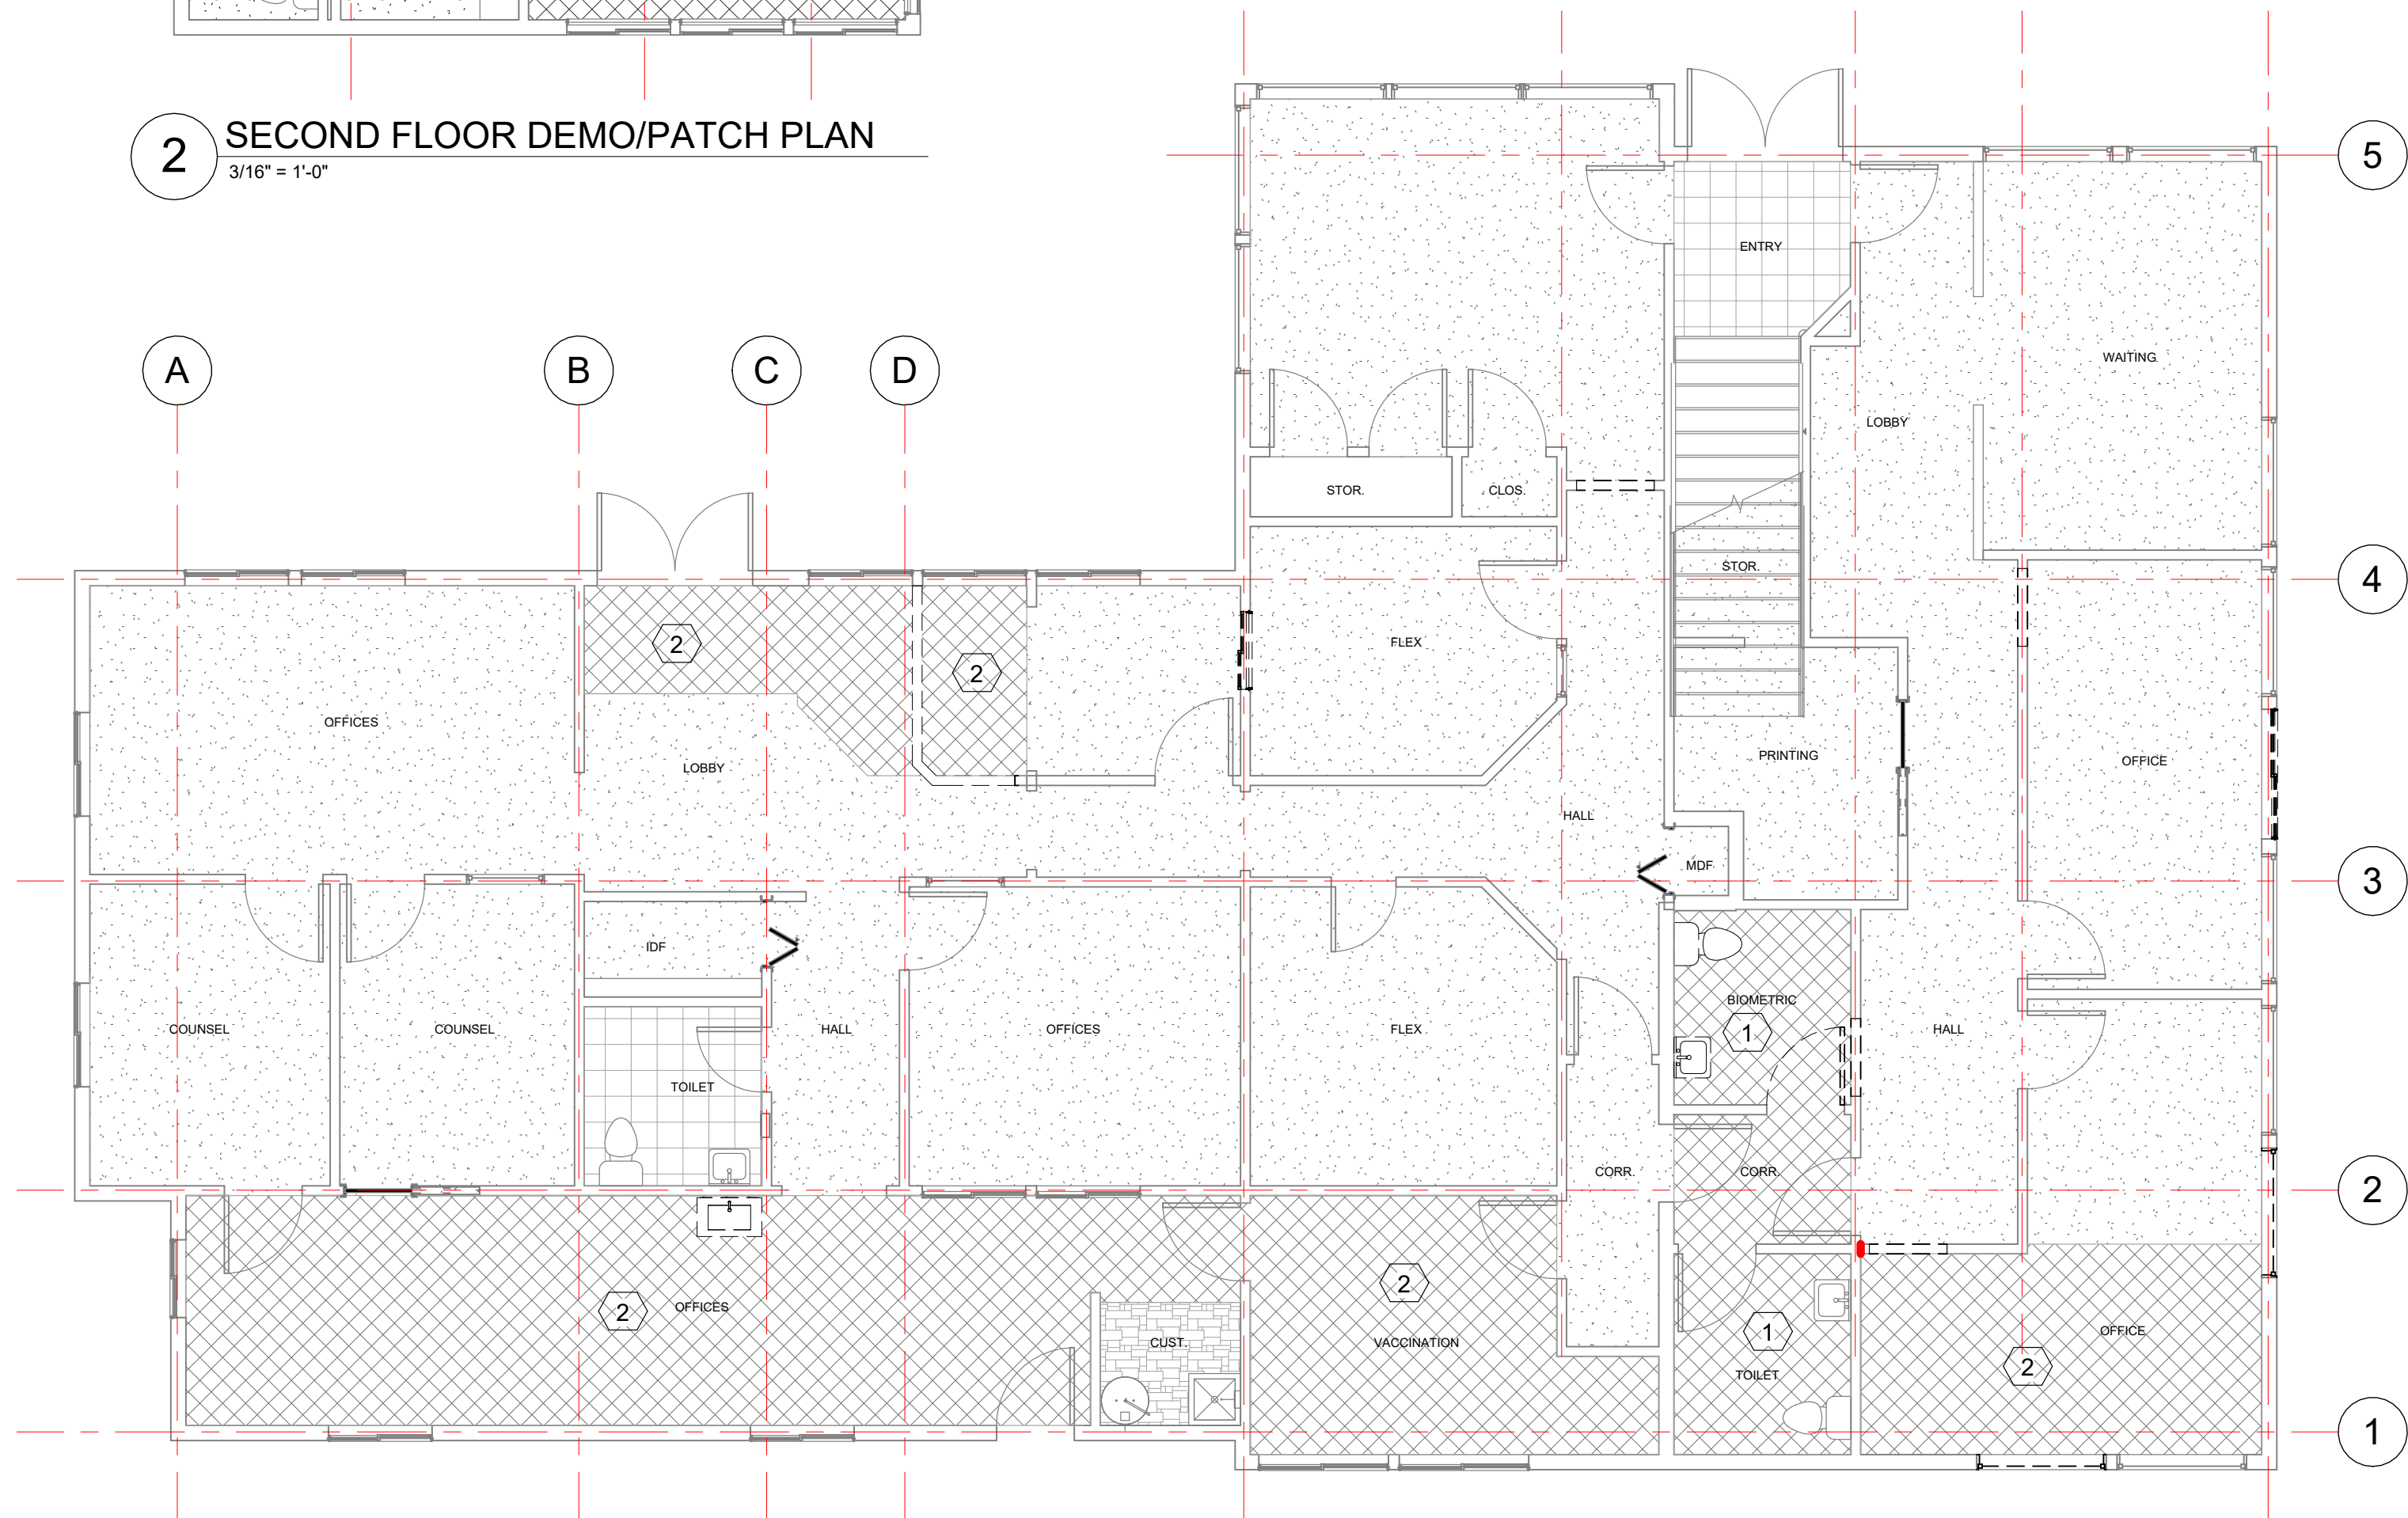 2
SECOND FLOOR DEMO/PATCH PLAN
3/16" = 1'-0"
5
ENTRY
WAITING
A
B
C
D
LOBBY
STOR.
CLOS.
STOR.
4
2
2
FLEX
OFFICES
LOBBY
PRINTING
OFFICE
HALL
MDF
3
IDF
BIOMETRIC
1
COUNSEL
COUNSEL
HALL
OFFICES
FLEX
HALL
TOILET
CORR.
CORR.
2
2
OFFICES
2
VACCINATION
CUST.
1
TOILET
OFFICE
2
1